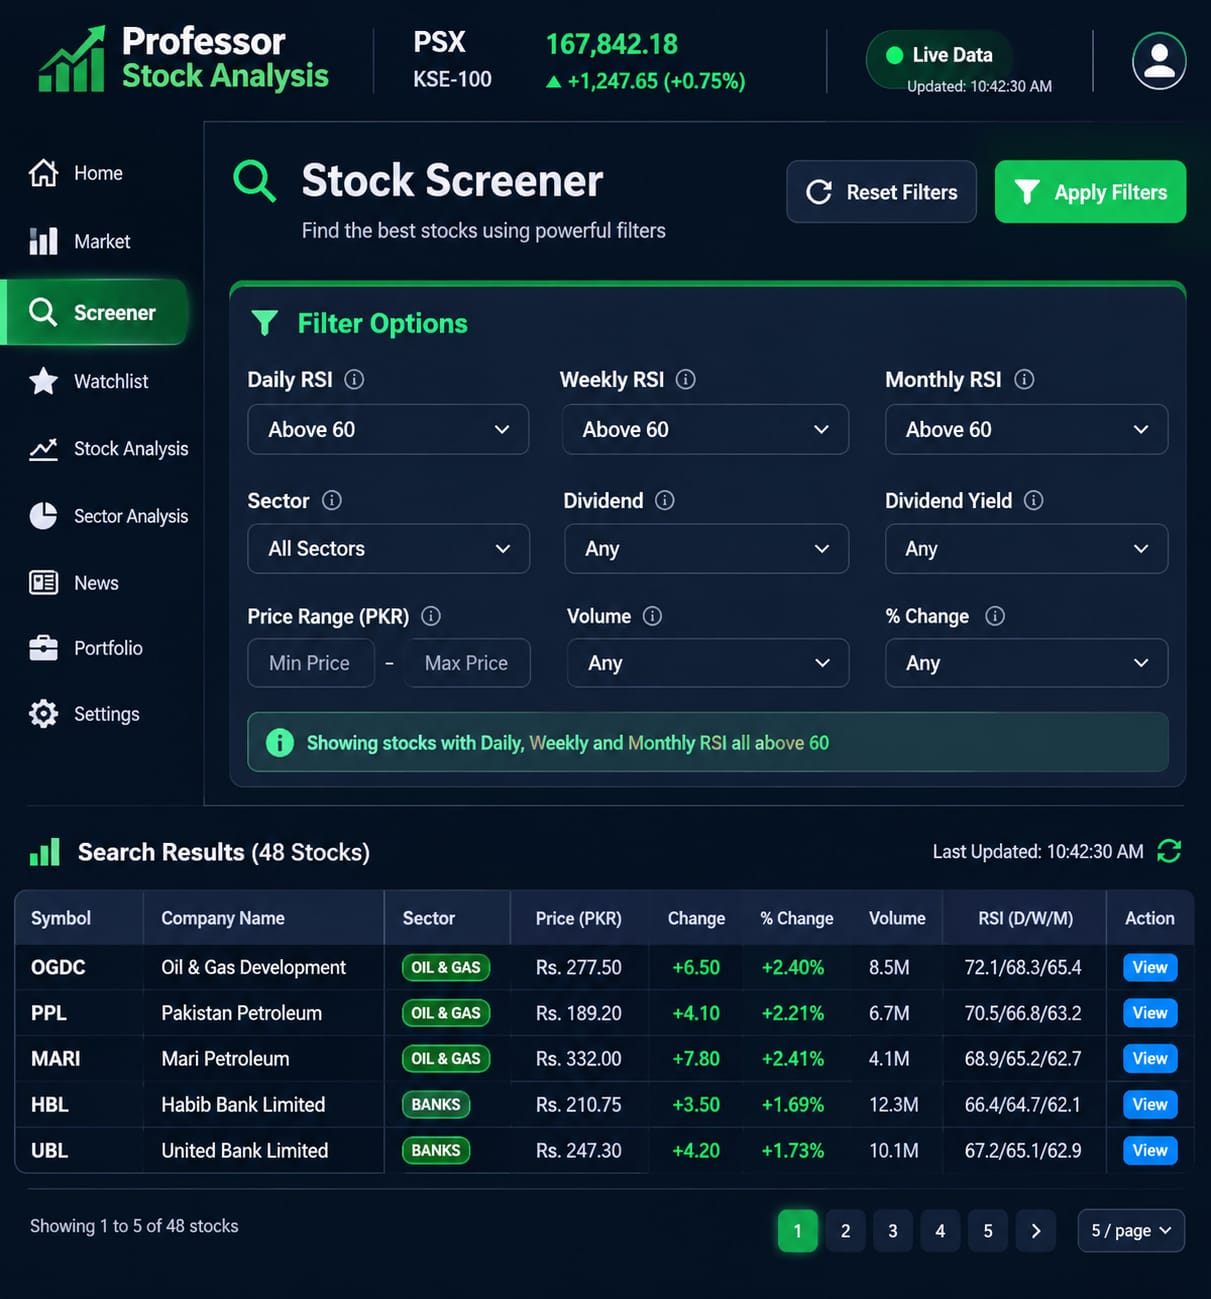 Professor
Stock Analysis
PSX
KSE-100
167,842.18
▲ +1,247.65 (+0.75%)
Live Data
Updated: 10:42:30 AM
Home
Market
Screener
Watchlist
Stock Analysis
Sector Analysis
News
Portfolio
Settings
Stock Screener
Find the best stocks using powerful filters
Reset Filters
Apply Filters
Filter Options
Daily RSI
Weekly RSI
Monthly RSI
Above 60
Above 60
Above 60
Sector
Dividend
Dividend Yield
All Sectors
Any
Any
Price Range (PKR)
Volume
% Change
Min Price - Max Price
Any
Any
Showing stocks with Daily, Weekly and Monthly RSI all above 60
Search Results (48 Stocks)
Last Updated: 10:42:30 AM
Symbol Company Name Sector Price (PKR) Change % Change Volume RSI (D/W/M) Action
OGDC Oil & Gas Development OIL & GAS Rs. 277.50 +6.50 +2.40% 8.5M 72.1/68.3/65.4 View
PPL Pakistan Petroleum OIL & GAS Rs. 189.20 +4.10 +2.21% 6.7M 70.5/66.8/63.2 View
MARI Mari Petroleum OIL & GAS Rs. 332.00 +7.80 +2.41% 4.1M 68.9/65.2/62.7 View
HBL Habib Bank Limited BANKS Rs. 210.75 +3.50 +1.69% 12.3M 66.4/64.7/62.1 View
UBL United Bank Limited BANKS Rs. 247.30 +4.20 +1.73% 10.1M 67.2/65.1/62.9 View
Showing 1 to 5 of 48 stocks
1 2 3 4 5 5 / page